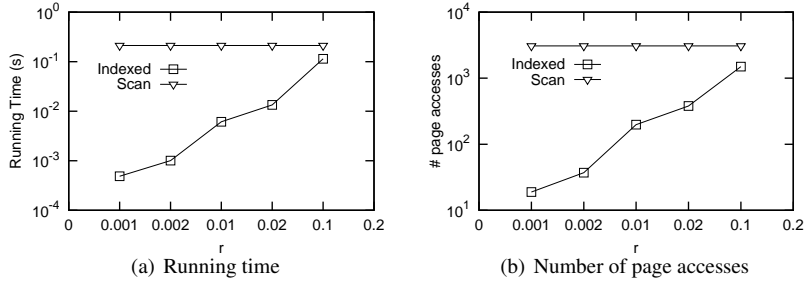 10^0
10^-1
10^-2
10^-3
10^-4
Running Time (s)
Indexed
Scan
0 0.001 0.002 0.01 0.02 0.1 0.2
r
(a) Running time
10^4
10^3
10^2
10^1
# page accesses
Indexed
Scan
0 0.001 0.002 0.01 0.02 0.1 0.2
r
(b) Number of page accesses